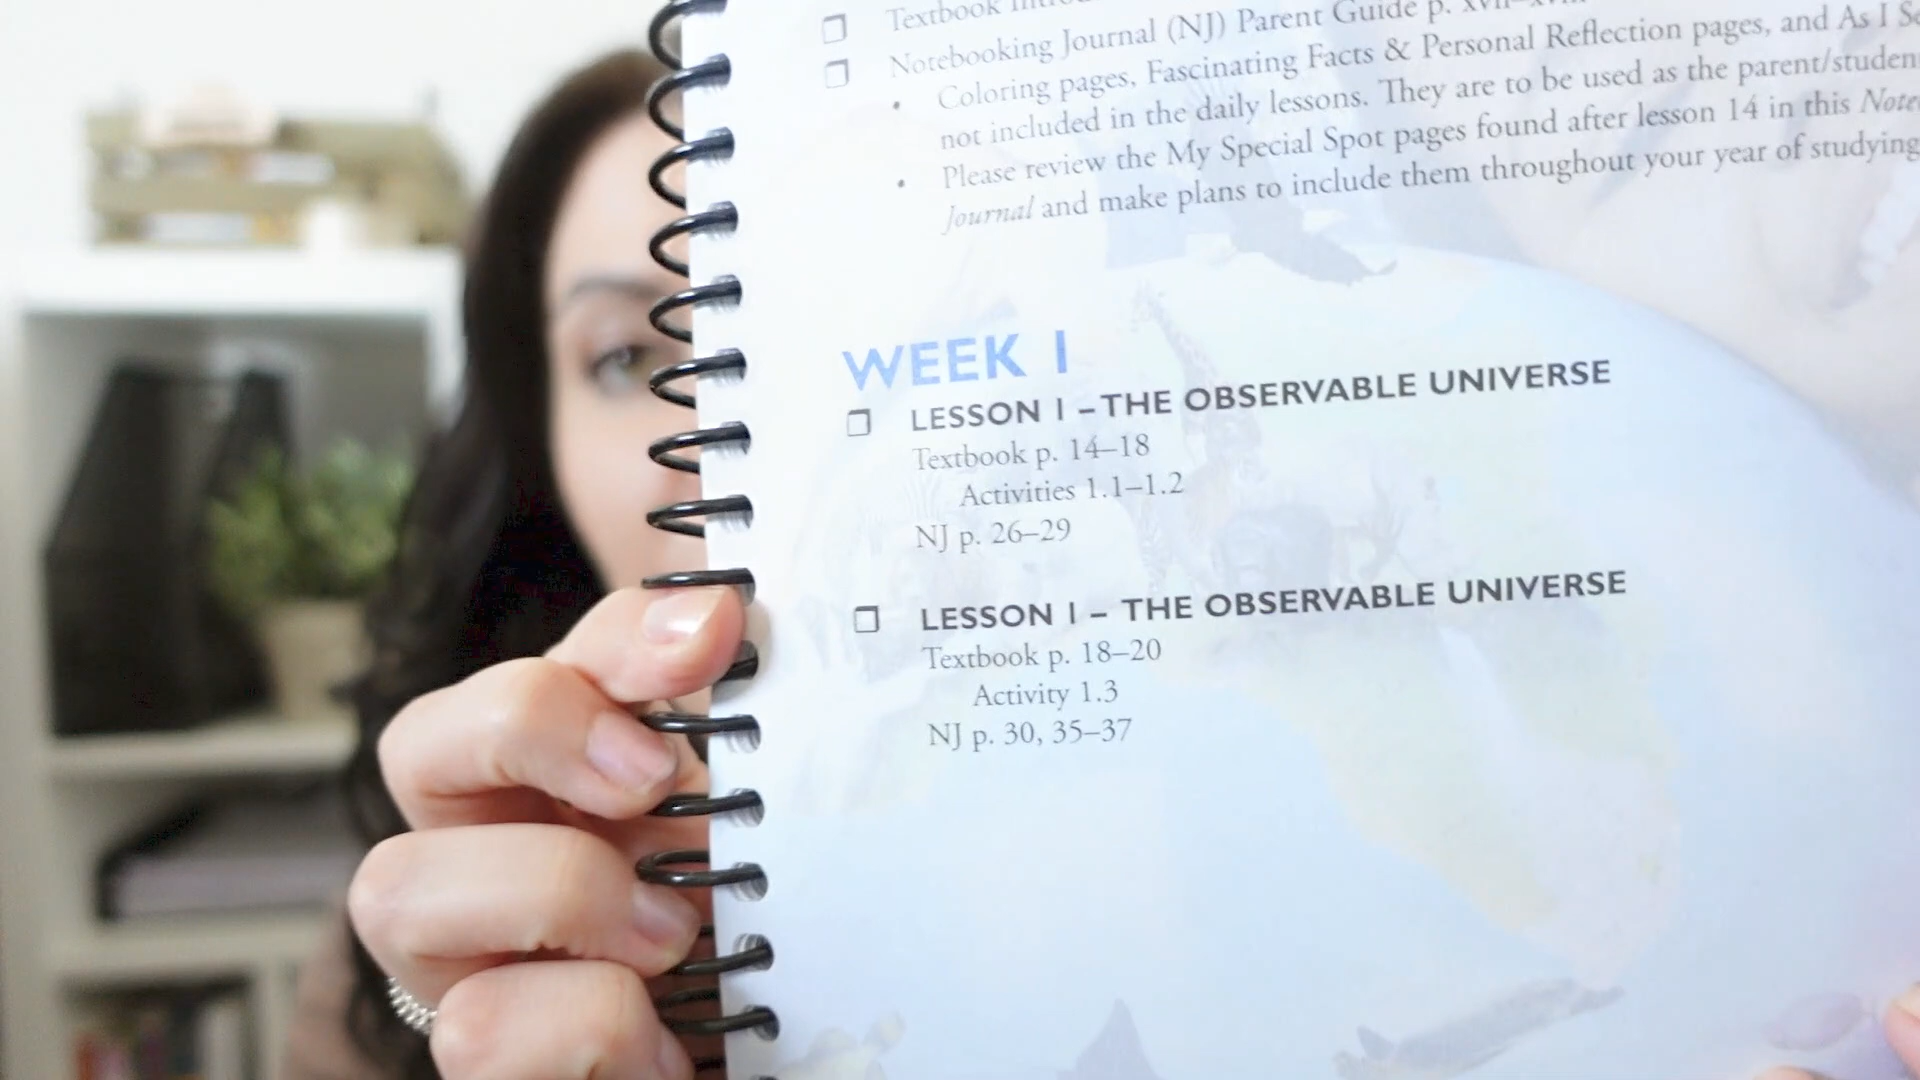 Textbook
Notebooking Journal (NJ) Parent Guide p.
Coloring pages, Fascinating Facts & Personal Reflection pages, and As I
not included in the daily lessons. They are to be used as the
Please review the My Special Spot pages found after lesson 14 in this
Journal and make plans to include them throughout your year of studying
WEEK 1
LESSON 1 – THE OBSERVABLE UNIVERSE
Textbook p. 14–18
Activities 1.1–1.2
NJ p. 26–29
LESSON 1 – THE OBSERVABLE UNIVERSE
Textbook p. 18–20
Activity 1.3
NJ p. 30, 35–37